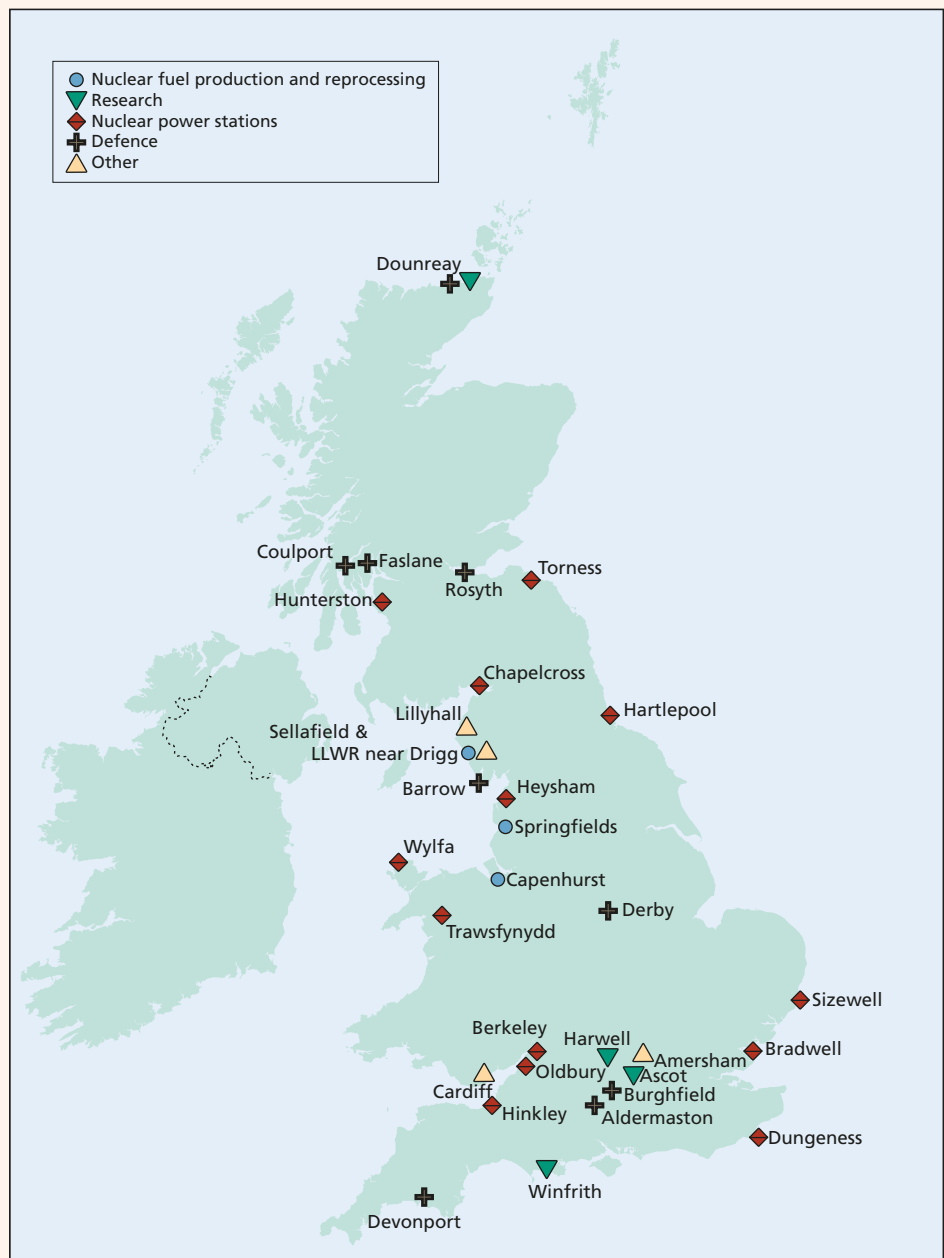 Nuclear fuel production and reprocessing
Research
Nuclear power stations
Defence
Other
Dounreay
Coulport
Faslane
Rosyth
Torness
Hunterston
Chapelcross
Lillyhall
Hartlepool
Sellafield &
LLWR near Drigg
Barrow
Heysham
Springfields
Wylfa
Capenhurst
Derby
Trawsfynydd
Sizewell
Berkeley
Harwell
Bradwell
Amersham
Oldbury
Ascot
Cardiff
Burghfield
Hinkley
Aldermaston
Dungeness
Winfrith
Devonport